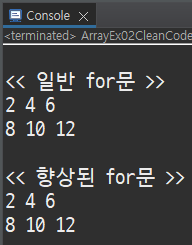 Console
<terminated> ArrayEx02CleanCode
<< 일반 for문 >>
2 4 6
8 10 12
<< 향상된 for문 >>
2 4 6
8 10 12